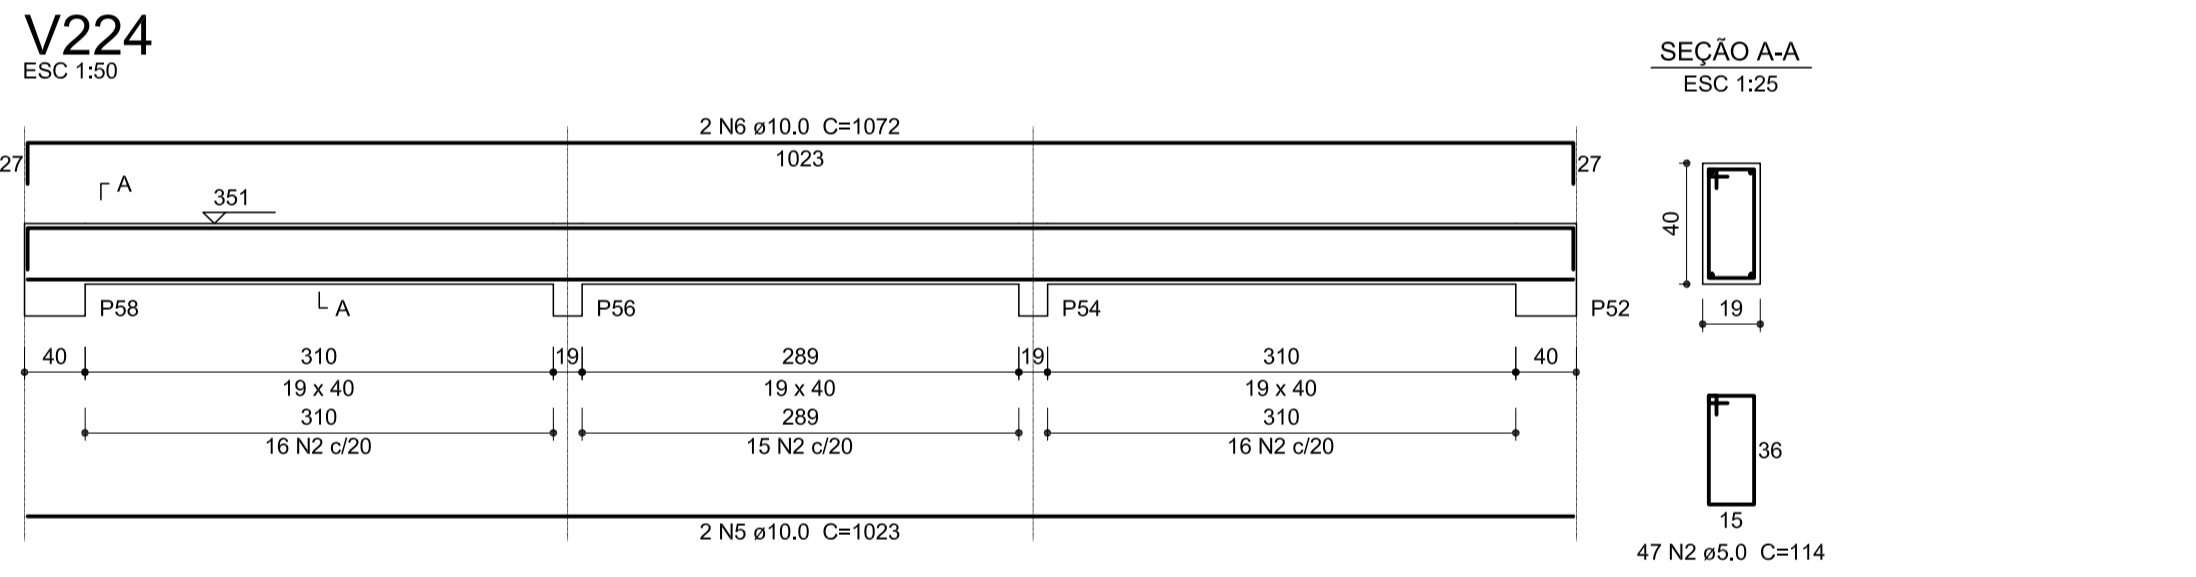 V224
ESC 1:50
SEÇÃO A-A
ESC 1:25
2 N6 ø10.0 C=1072
27
1023
27
A
351
40
P58
A
P56
P54
P52
19
40
310
19
289
19
310
40
19 x 40
19 x 40
19 x 40
310
289
310
16 N2 c/20
15 N2 c/20
16 N2 c/20
36
15
2 N5 ø10.0 C=1023
47 N2 ø5.0 C=114